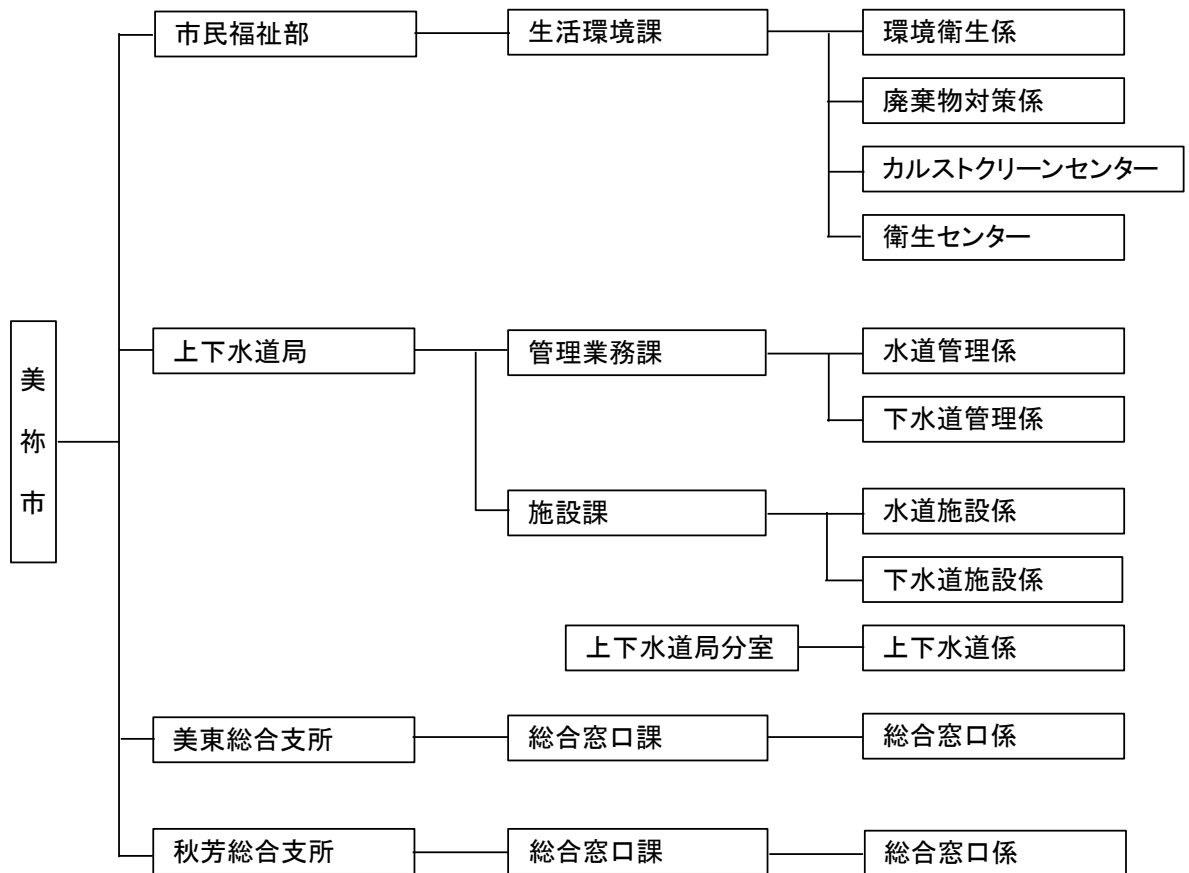 美祢市
市民福祉部
生活環境課
環境衛生係
廃棄物対策係
カルストクリーンセンター
衛生センター
上下水道局
管理業務課
水道管理係
下水道管理係
施設課
水道施設係
下水道施設係
上下水道局分室
上下水道係
美東総合支所
総合窓口課
総合窓口係
秋芳総合支所
総合窓口課
総合窓口係